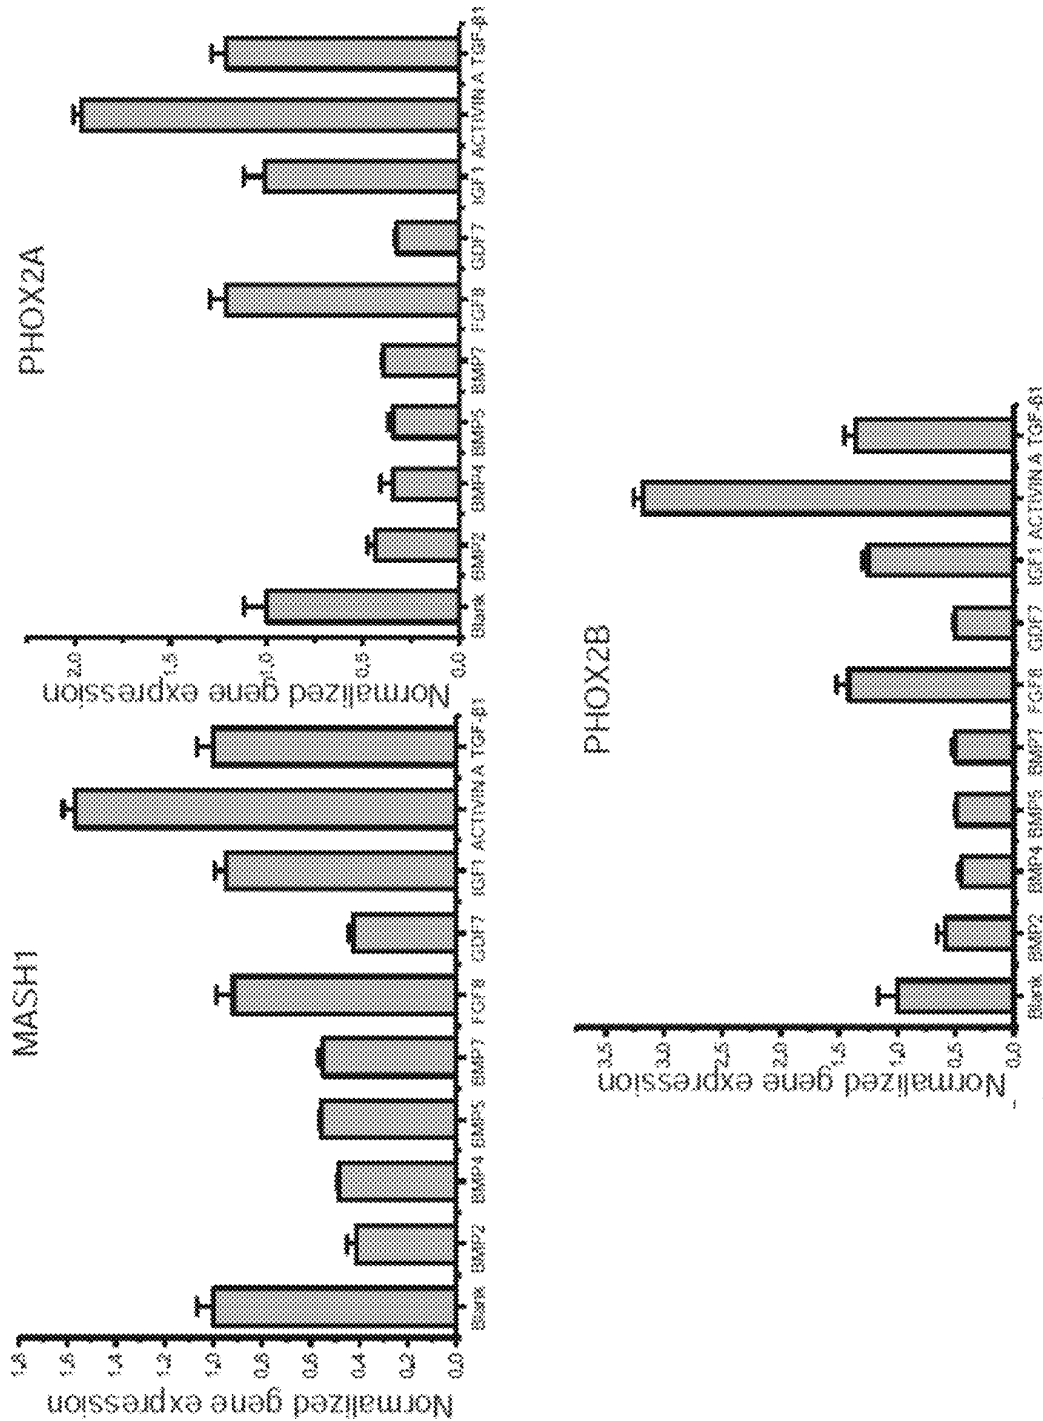 MASH1
Normalized gene expression
1.8
1.6
1.4
1.2
1.0
0.8
0.6
0.4
0.2
0.0
Blank BMP2 BMP4 BMP5 BMP7 FGF8 GDF7 IGF1 ACTIVIN A TGF-β1
PHOX2A
Normalized gene expression
2.0
1.5
1.0
0.5
0.0
Blank BMP2 BMP4 BMP5 BMP7 FGF8 GDF7 IGF1 ACTIVIN A TGF-β1
PHOX2B
Normalized gene expression
3.5
3.0
2.5
2.0
1.5
1.0
0.5
0.0
Blank BMP2 BMP4 BMP5 BMP7 FGF8 GDF7 IGF1 ACTIVIN A TGF-β1